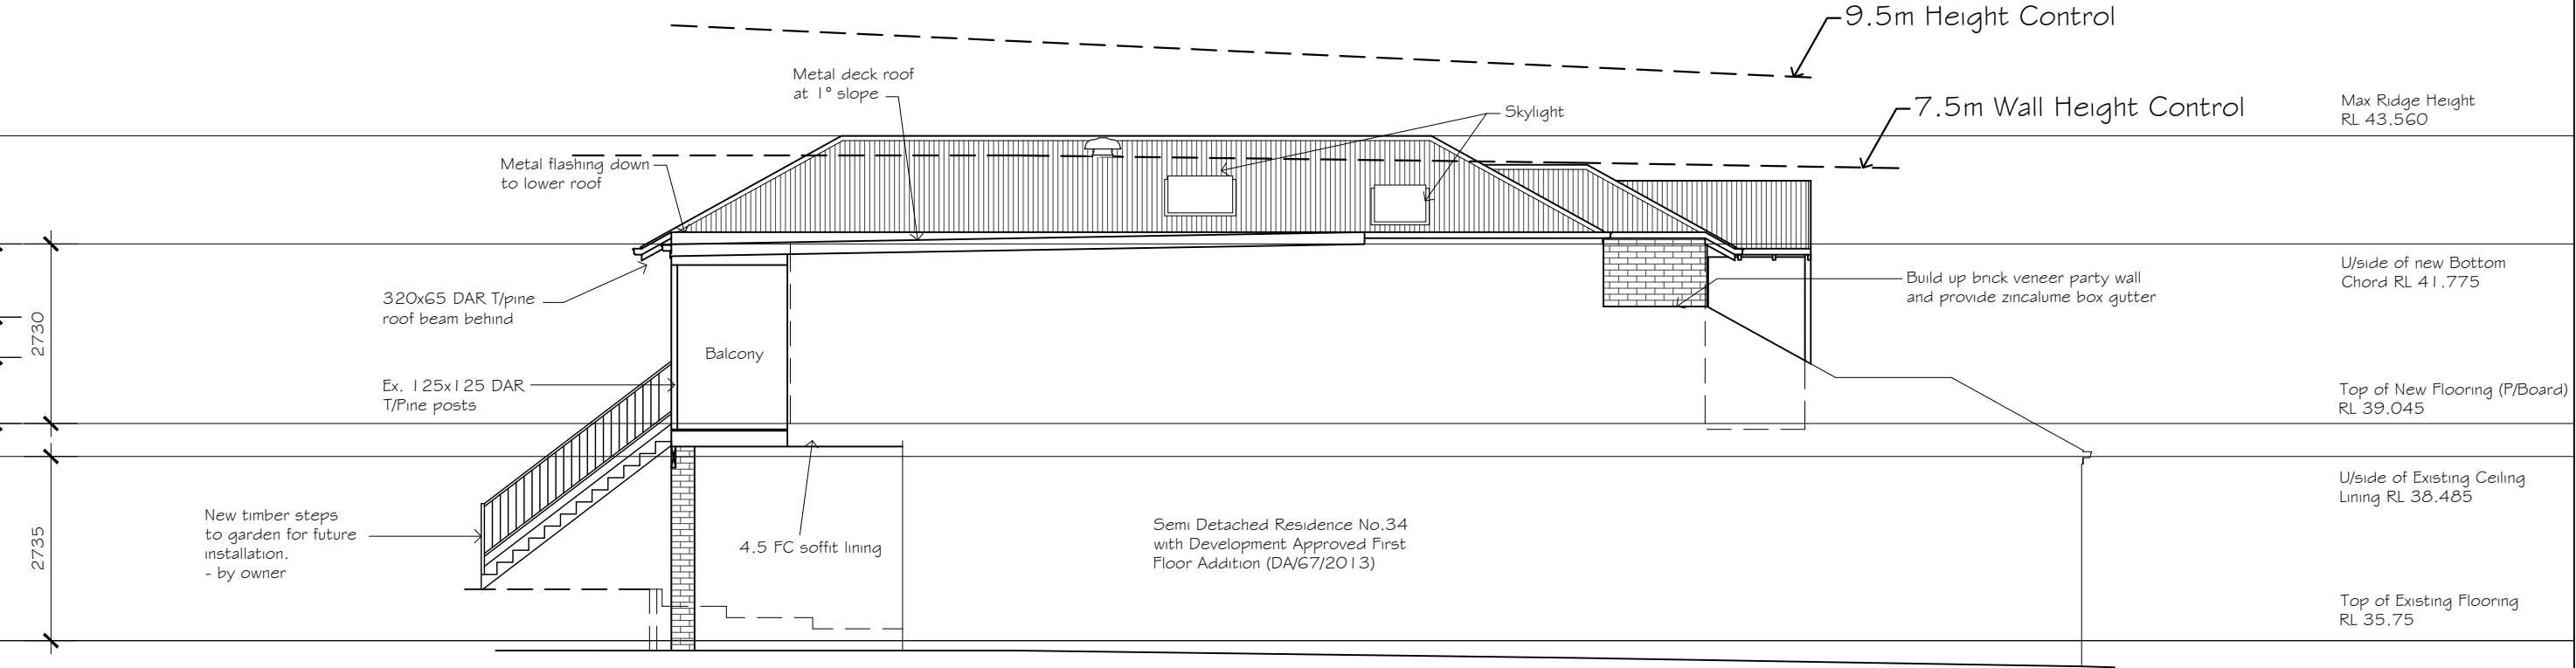 9.5m Height Control
Metal deck roof
at 1° slope
Skylight
7.5m Wall Height Control
Max Ridge Height
RL 43.560
Metal flashing down
to lower roof
320x65 DAR T/pine
roof beam behind
Build up brick veneer party wall
and provide zincalume box gutter
U/side of new Bottom
Chord RL 41.775
2730
Balcony
Ex. 125x125 DAR
T/Pine posts
Top of New Flooring (P/Board)
RL 39.045
New timber steps
to garden for future
installation.
- by owner
4.5 FC soffit lining
Semi Detached Residence No.34
with Development Approved First
Floor Addition (DA/67/2013)
U/side of Existing Ceiling
Lining RL 38.485
2735
Top of Existing Flooring
RL 35.75